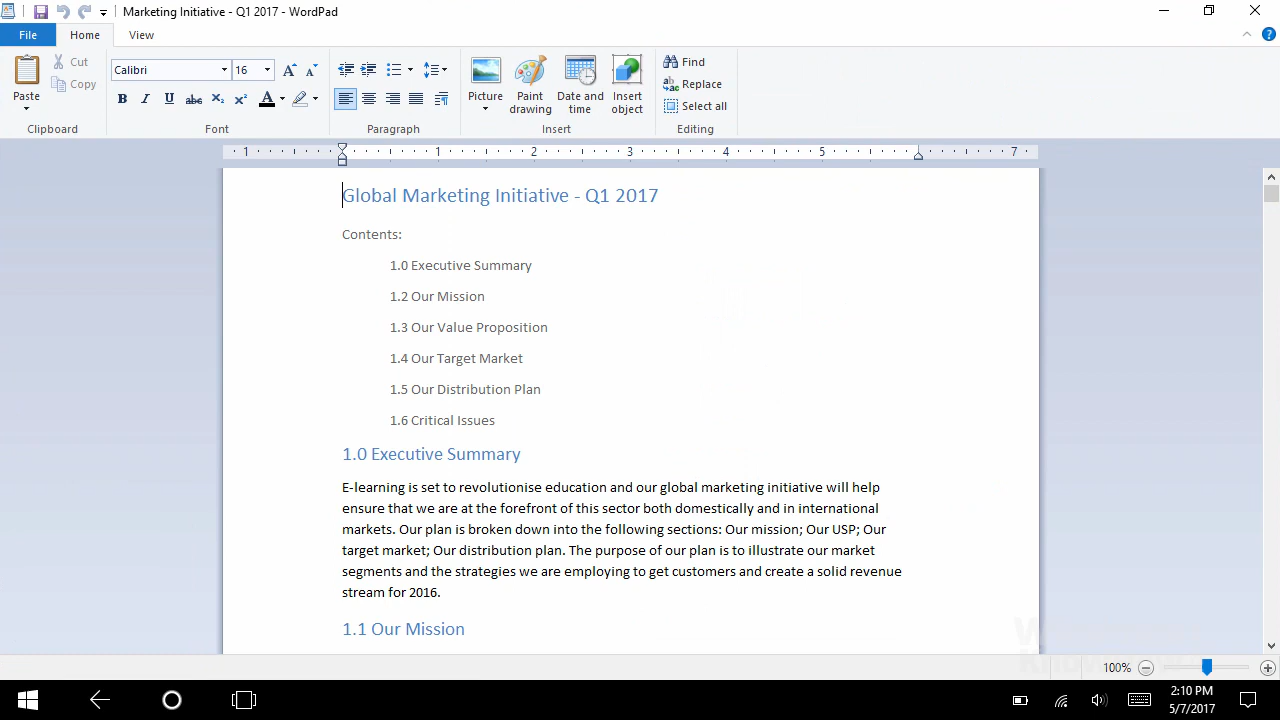 Marketing Initiative - Q1 2017 - WordPad
File Home View
Paste
Cut
Copy
Clipboard
Calibri 16
Font
Paragraph
Picture
Paint drawing
Date and time
Insert object
Insert
Find
Replace
Select all
Editing
1 1 2 3 4 5 7
Global Marketing Initiative - Q1 2017
Contents:
1.0 Executive Summary
1.2 Our Mission
1.3 Our Value Proposition
1.4 Our Target Market
1.5 Our Distribution Plan
1.6 Critical Issues
1.0 Executive Summary
E-learning is set to revolutionise education and our global marketing initiative will help
ensure that we are at the forefront of this sector both domestically and in international
markets. Our plan is broken down into the following sections: Our mission; Our USP; Our
target market; Our distribution plan. The purpose of our plan is to illustrate our market
segments and the strategies we are employing to get customers and create a solid revenue
stream for 2016.
1.1 Our Mission
100%
2:10 PM
5/7/2017